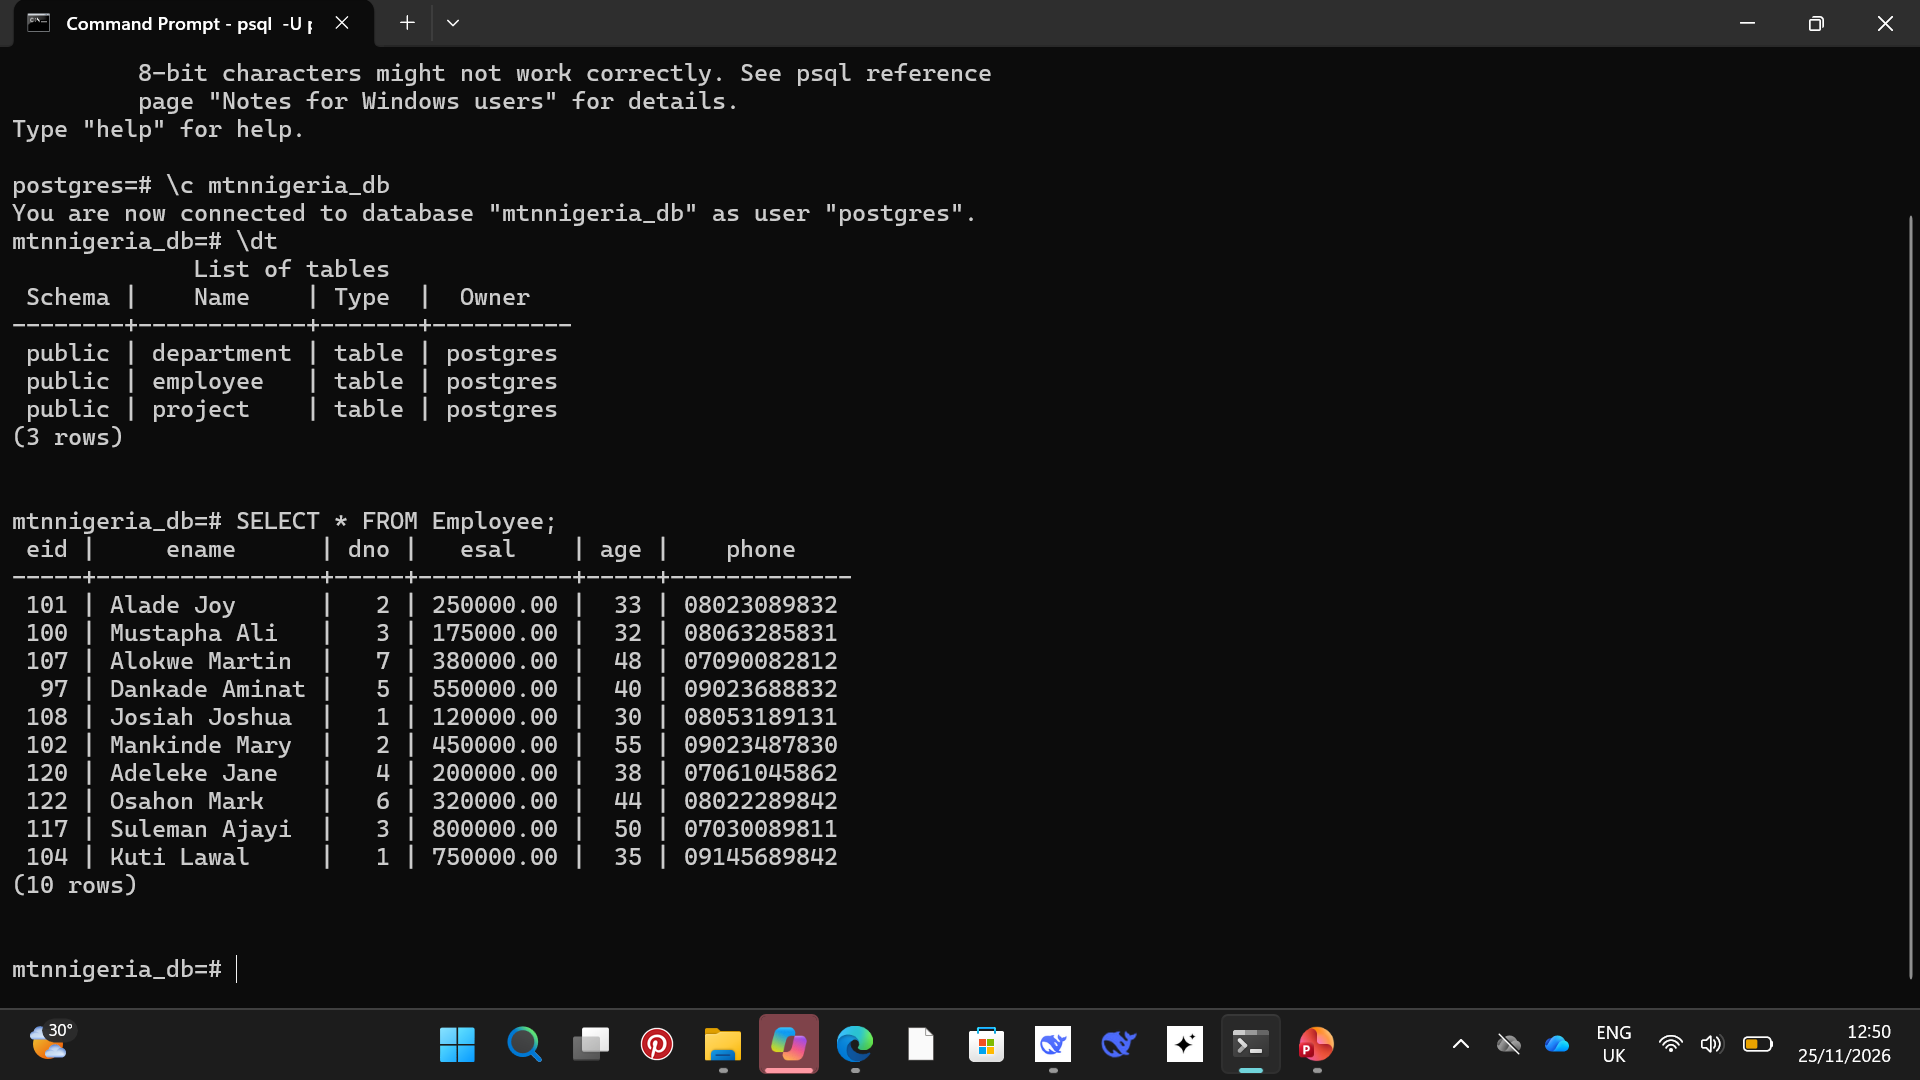 Command Prompt - psql  -U p
        8-bit characters might not work correctly. See psql reference
        page "Notes for Windows users" for details.
Type "help" for help.
postgres=# \c mtnnigeria_db
You are now connected to database "mtnnigeria_db" as user "postgres".
mtnnigeria_db=# \dt
List of tables
Schema | Name | Type | Owner
--------+------------+-------+----------
public | department | table | postgres
public | employee | table | postgres
public | project | table | postgres
(3 rows)
mtnnigeria_db=# SELECT * FROM Employee;
eid | ename | dno | esal | age | phone
-----+----------------+-----+-----------+-----+-------------
101 | Alade Joy | 2 | 250000.00 | 33 | 08023089832
100 | Mustapha Ali | 3 | 175000.00 | 32 | 08063285831
107 | Alokwe Martin | 7 | 380000.00 | 48 | 07090082812
97 | Dankade Aminat | 5 | 550000.00 | 40 | 09023688832
108 | Josiah Joshua | 1 | 120000.00 | 30 | 08053189131
102 | Mankinde Mary | 2 | 450000.00 | 55 | 09023487830
120 | Adeleke Jane | 4 | 200000.00 | 38 | 07061045862
122 | Osahon Mark | 6 | 320000.00 | 44 | 08022289842
117 | Suleman Ajayi | 3 | 800000.00 | 50 | 07030089811
104 | Kuti Lawal | 1 | 750000.00 | 35 | 09145689842
(10 rows)
mtnnigeria_db=#
30°
P
ENG
UK
12:50
25/11/2026